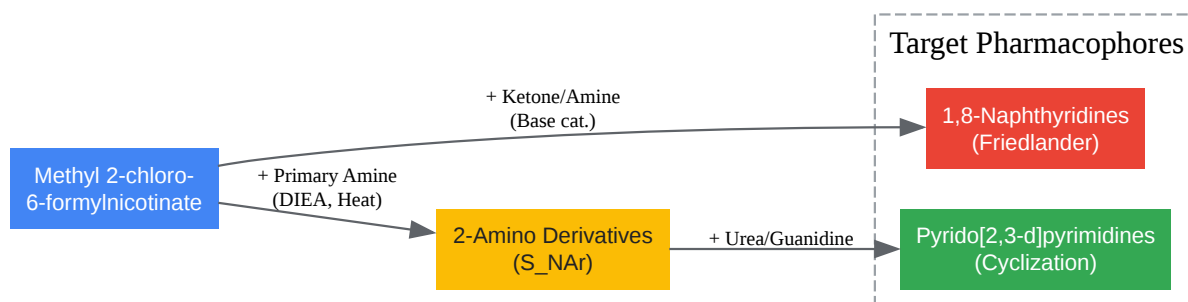 Target Pharmacophores
+ Ketone/Amine
(Base cat.)
1,8-Naphthyridines
(Friedlander)
Methyl 2-chloro-
6-formylnicotinate
+ Primary Amine
(DIEA, Heat)
2-Amino Derivatives
(S_NAr)
+ Urea/Guanidine
Pyrido[2,3-d]pyrimidines
(Cyclization)